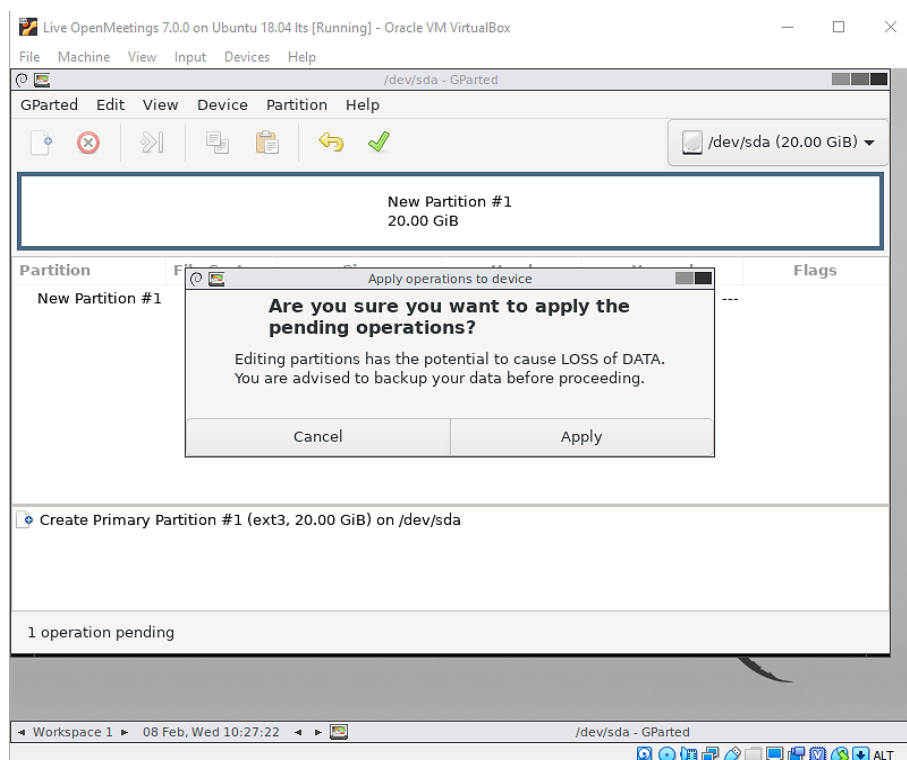 Live OpenMeetings 7.0.0 on Ubuntu 18.04 lts [Running] - Oracle VM VirtualBox
File Machine View Input Devices Help
/dev/sda - GParted
GParted Edit View Device Partition Help
/dev/sda (20.00 GiB)
New Partition #1
20.00 GiB
Partition Flags
New Partition #1 ---
Apply operations to device
Are you sure you want to apply the
pending operations?
Editing partitions has the potential to cause LOSS of DATA.
You are advised to backup your data before proceeding.
Cancel Apply
Create Primary Partition #1 (ext3, 20.00 GiB) on /dev/sda
1 operation pending
Workspace 1 08 Feb, Wed 10:27:22 /dev/sda - GParted
ALT